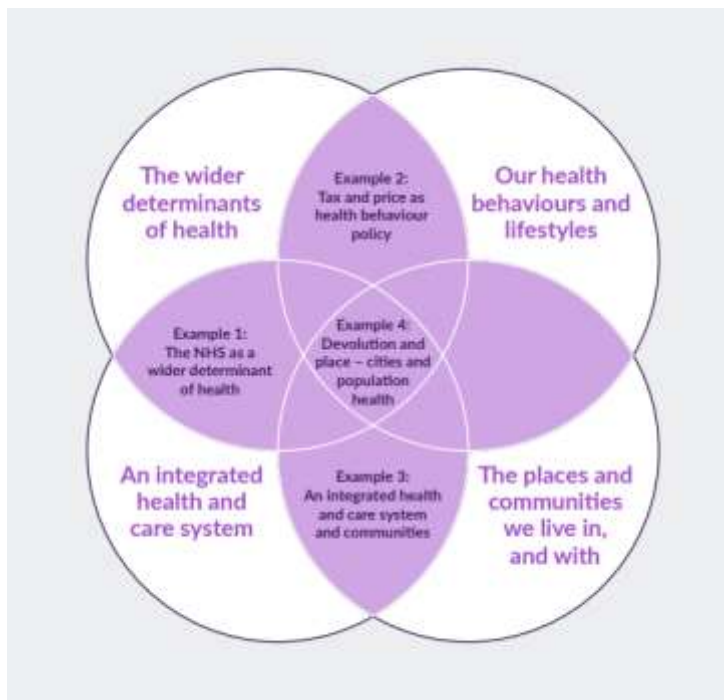 The wider
determinants
of health
Example 2:
Tax and price as
health behaviour
policy
Our health
behaviours and
lifestyles
Example 1:
The NHS as a
wider determinant
of health
Example 4:
Devolution and
place – cities and
population
health
An integrated
health and
care system
Example 3:
An integrated health
and care system
and communities
The places and
communities
we live in,
and with